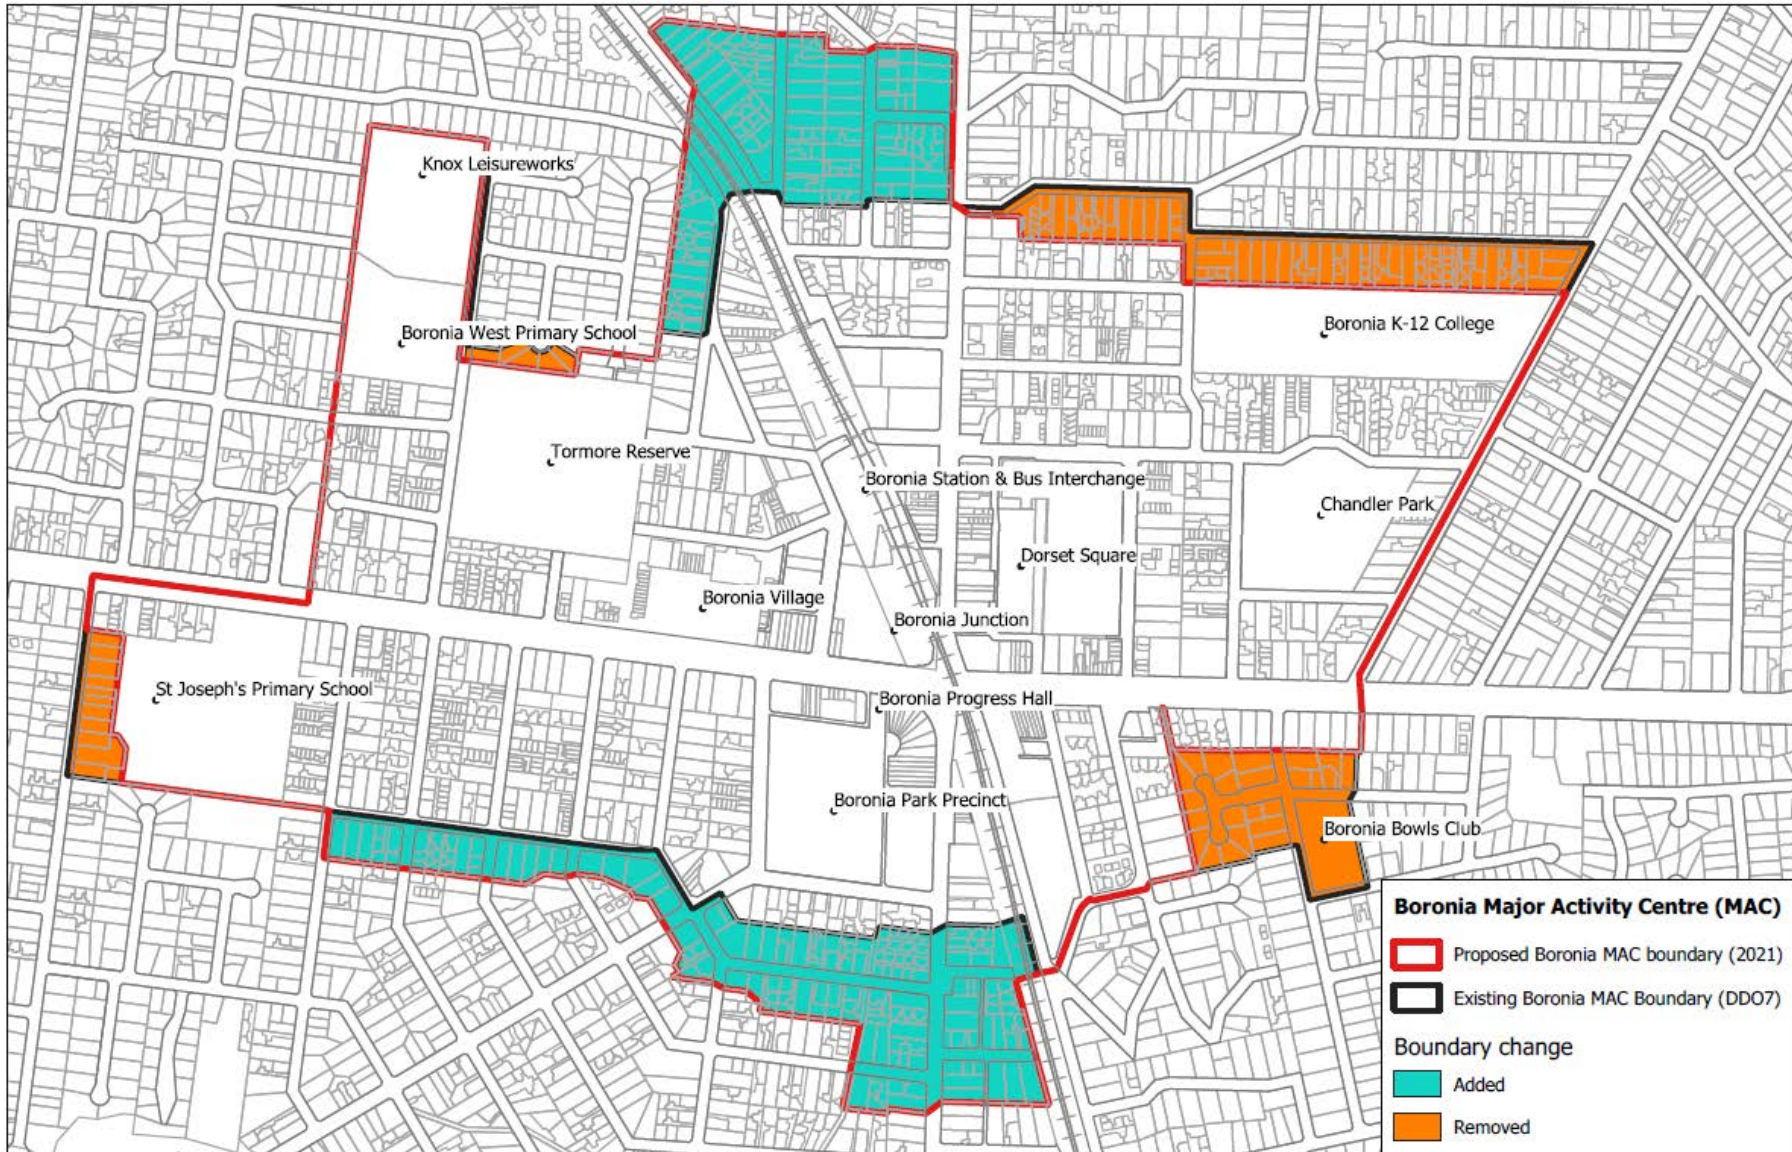 Knox Leisureworks
Boronia West Primary School
Boronia K-12 College
Tormore Reserve
Boronia Station & Bus Interchange
Chandler Park
Dorset Square
Boronia Village
Boronia Junction
St Joseph's Primary School
Boronia Progress Hall
Boronia Park Precinct
Boronia Bowls Club
Boronia Major Activity Centre (MAC)
Proposed Boronia MAC boundary (2021)
Existing Boronia MAC Boundary (DDO7)
Boundary change
Added
Removed